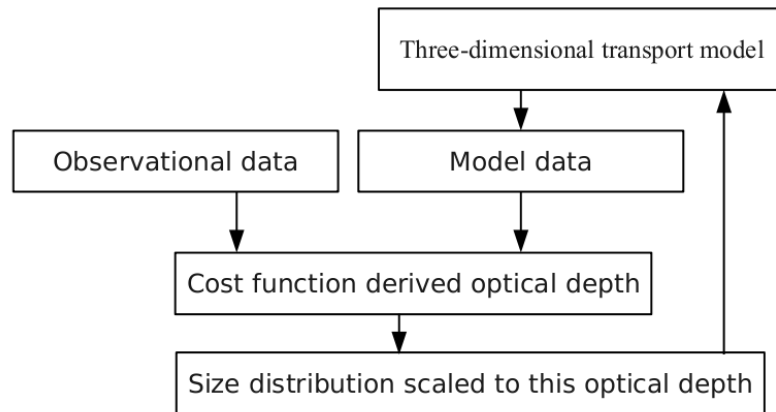 Three-dimensional transport model
Observational data
Model data
Cost function derived optical depth
Size distribution scaled to this optical depth